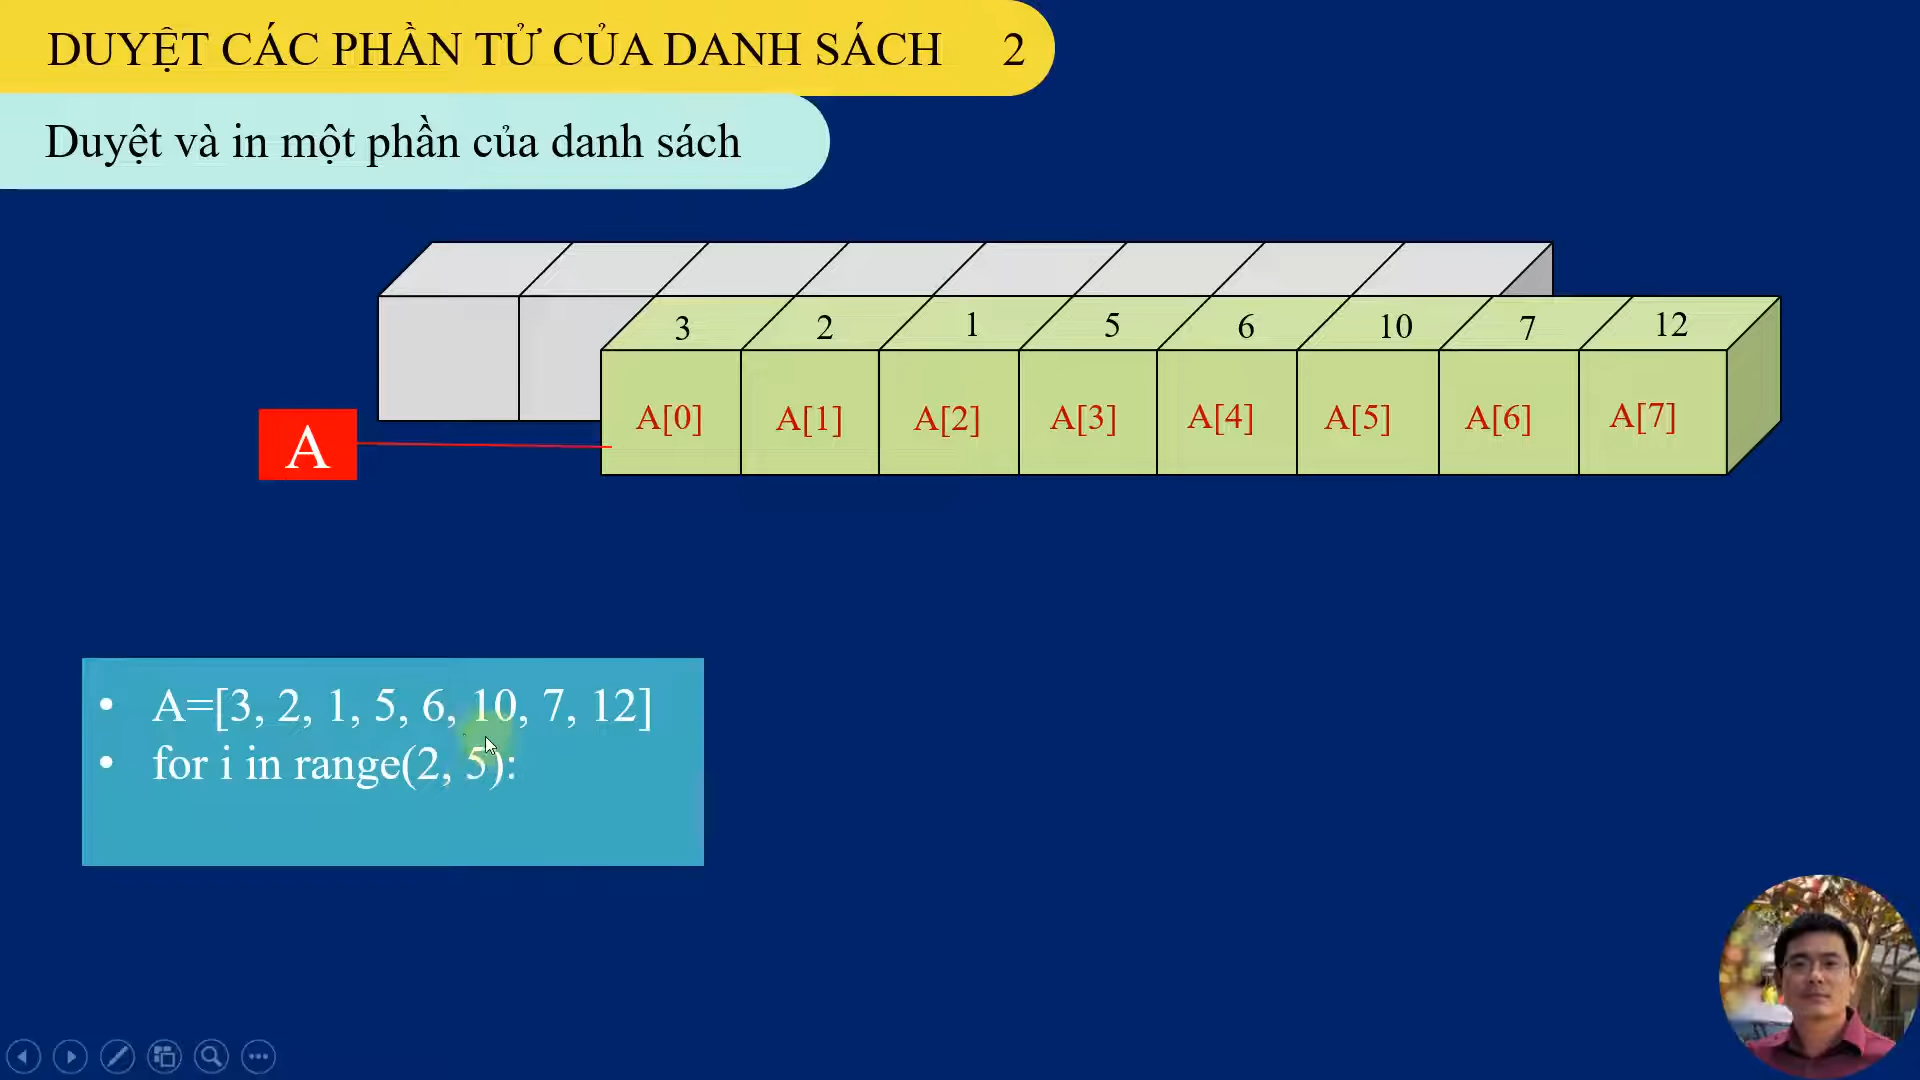 DUYỆT CÁC PHẦN TỬ CỦA DANH SÁCH 2
Duyệt và in một phần của danh sách
3 2 1 5 6 10 7 12
A[0] A[1] A[2] A[3] A[4] A[5] A[6] A[7]
A
• A=[3, 2, 1, 5, 6, 10, 7, 12]
• for i in range(2, 5):